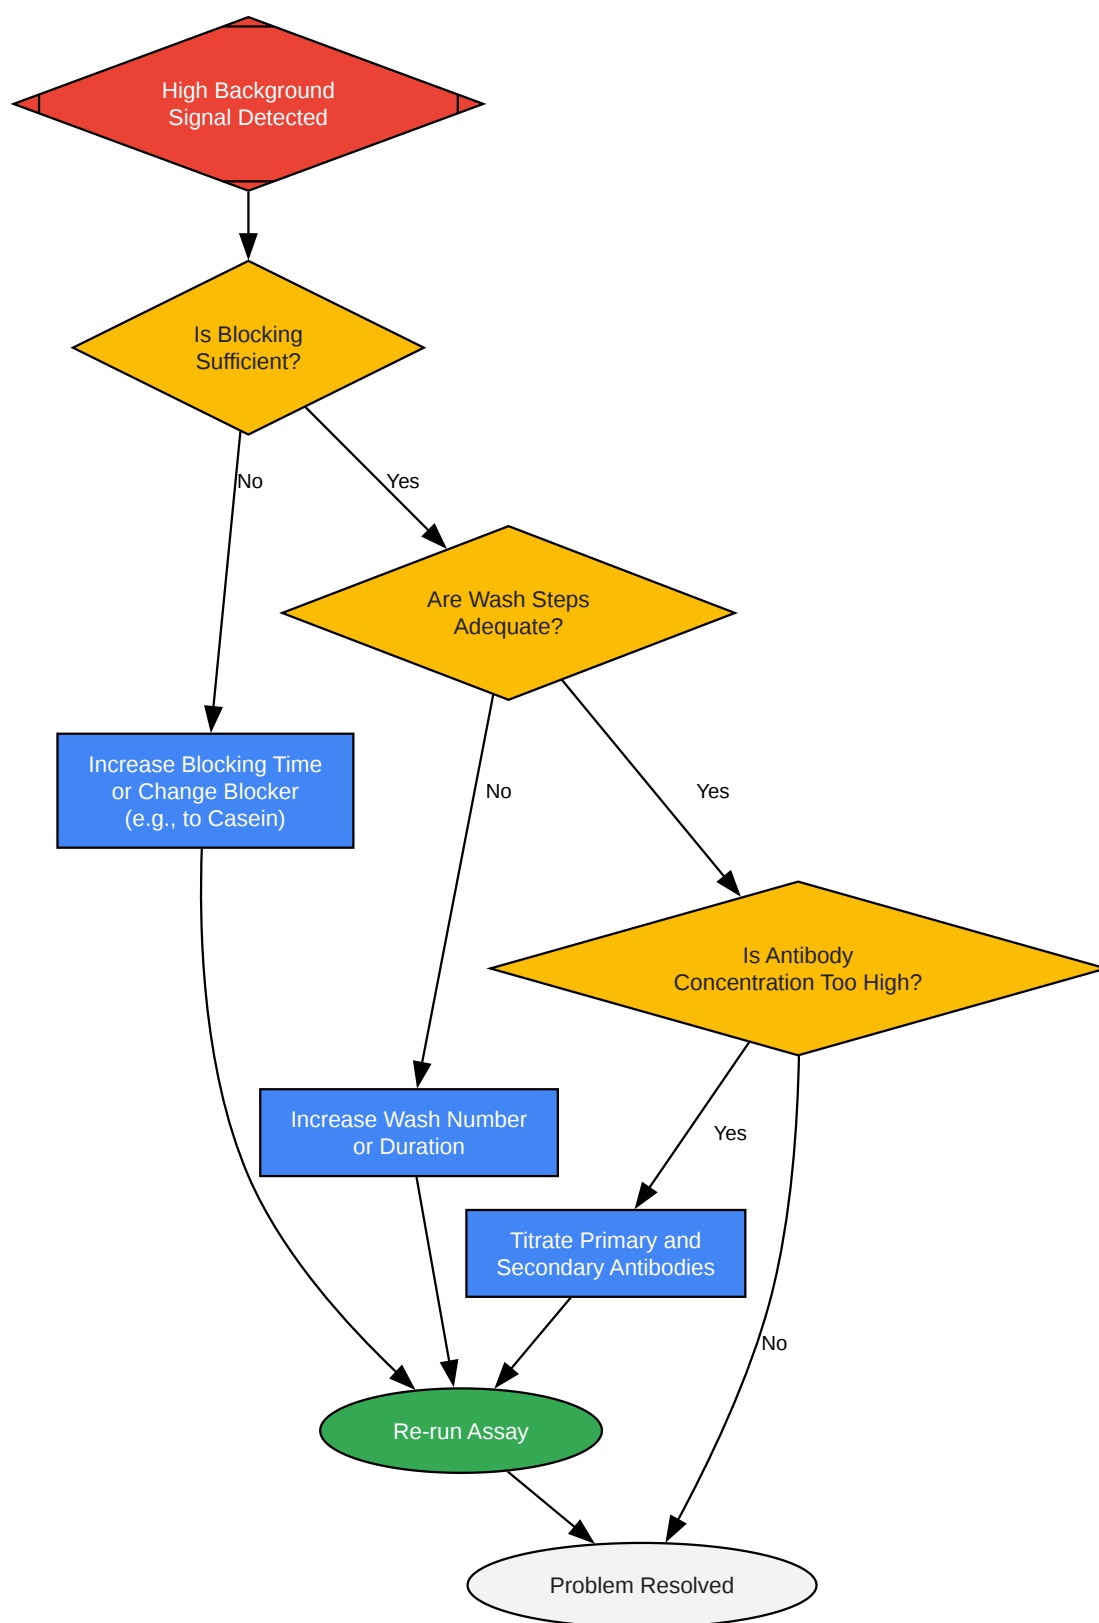 High Background
Signal Detected
Is Blocking
Sufficient?
No
Yes
Are Wash Steps
Adequate?
Increase Blocking Time
or Change Blocker
(e.g., to Casein)
No
Yes
Is Antibody
Concentration Too High?
Increase Wash Number
or Duration
Yes
Titrate Primary and
Secondary Antibodies
No
Re-run Assay
Problem Resolved